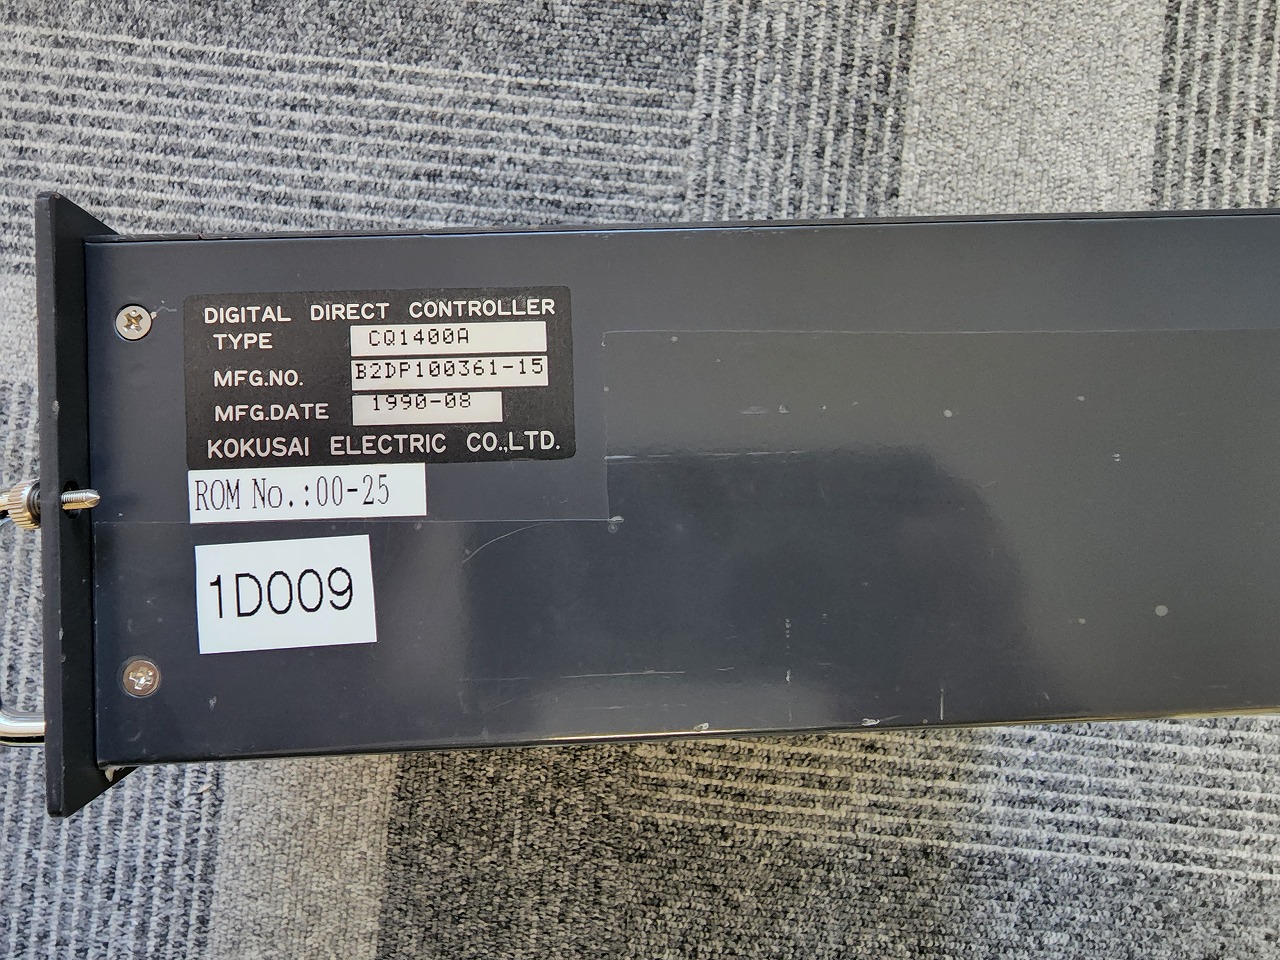 DIGITAL DIRECT CONTROLLER
TYPE CQ1400A
MFG.NO. B2DP100361-15
MFG.DATE 1990-08
KOKUSAI ELECTRIC CO.,LTD.
ROM No.:00-25
1D009